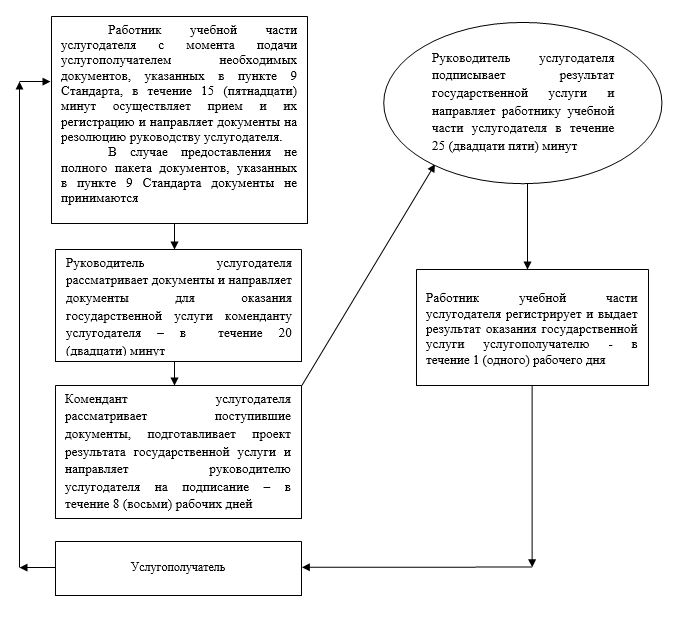 Работник учебной части
услугодателя с момента подачи
услугополучателем необходимых
документов, указанных в пункте 9
Стандарта, в течение 15 (пятнадцати)
минут осуществляет прием и их
регистрацию и направляет документы на
резолюцию руководству услугодателя.
В случае предоставления не
полного пакета документов, указанных
в пункте 9 Стандарта документы не
принимаются
Руководитель услугодателя
рассматривает документы и направляет
документы для оказания
государственной услуги коменданту
услугодателя – в течение 20
(двадцати) минут
Комендант услугодателя
рассматривает поступившие
документы, подготавливает проект
результата государственной услуги и
направляет руководителю
услугодателя на подписание – в
течение 8 (восьми) рабочих дней
Руководитель услугодателя
подписывает результат
государственной услуги и
направляет работнику учебной
части услугодателя в течение
25 (двадцати пяти) минут
Работник учебной части
услугодателя регистрирует и выдает
результат оказания государственной
услуги услугополучателю - в
течение 1 (одного) рабочего дня
Услугополучатель